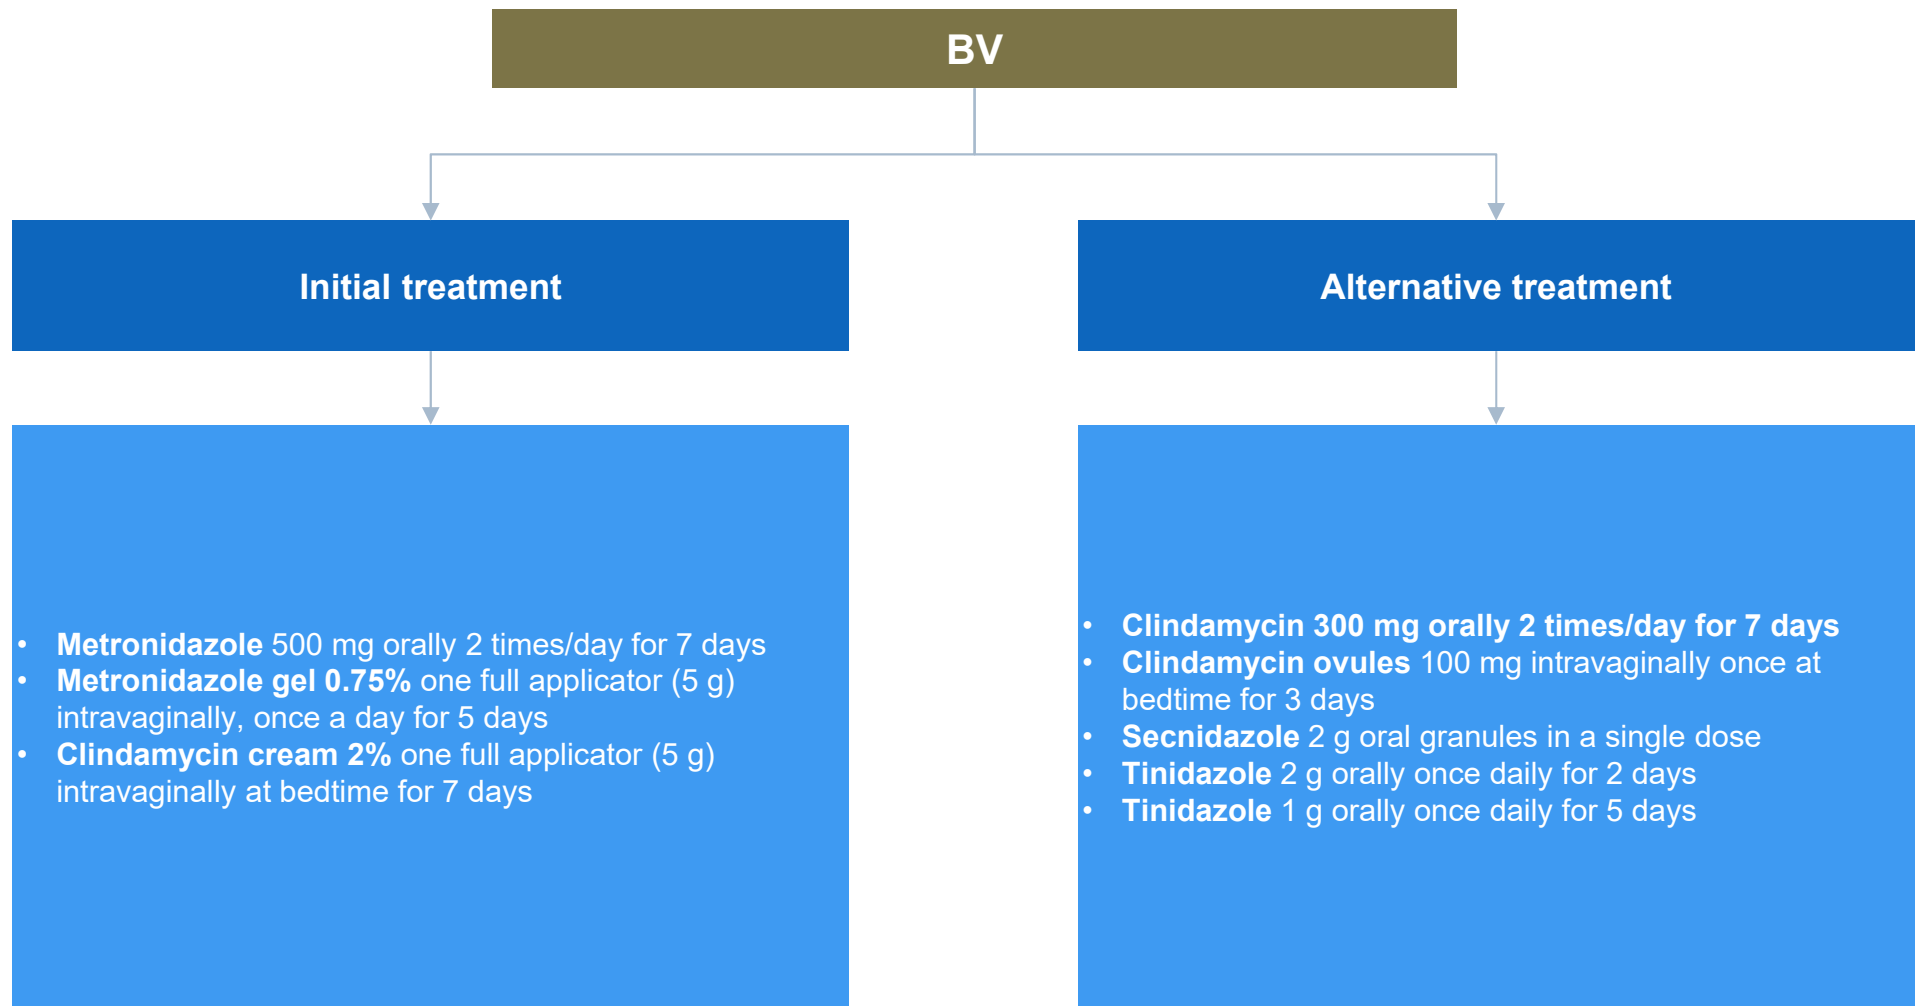 BV
Initial treatment
Alternative treatment
• Metronidazole 500 mg orally 2 times/day for 7 days
• Metronidazole gel 0.75% one full applicator (5 g)
intravaginally, once a day for 5 days
• Clindamycin cream 2% one full applicator (5 g)
intravaginally at bedtime for 7 days
• Clindamycin 300 mg orally 2 times/day for 7 days
• Clindamycin ovules 100 mg intravaginally once at
bedtime for 3 days
• Secnidazole 2 g oral granules in a single dose
• Tinidazole 2 g orally once daily for 2 days
• Tinidazole 1 g orally once daily for 5 days